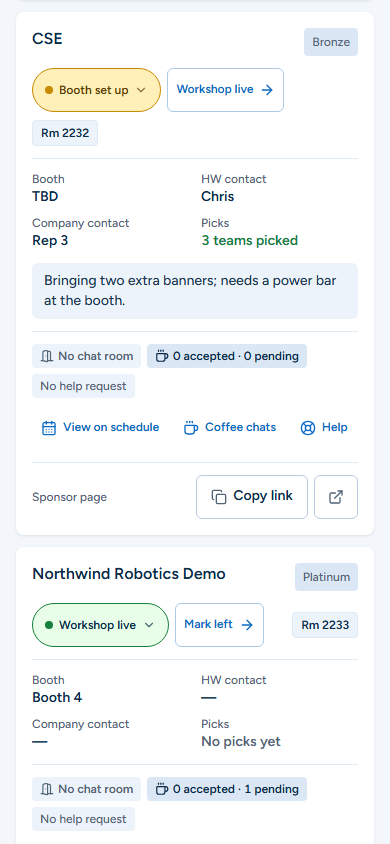 CSE
Bronze
Booth set up
Workshop live
Rm 2232
Booth
HW contact
TBD
Chris
Company contact
Picks
Rep 3
3 teams picked
Bringing two extra banners; needs a power bar
at the booth.
No chat room
0 accepted · 0 pending
No help request
View on schedule
Coffee chats
Help
Sponsor page
Copy link
Northwind Robotics Demo
Platinum
Workshop live
Mark left
Rm 2233
Booth
HW contact
Booth 4
—
Company contact
Picks
—
No picks yet
No chat room
0 accepted · 1 pending
No help request